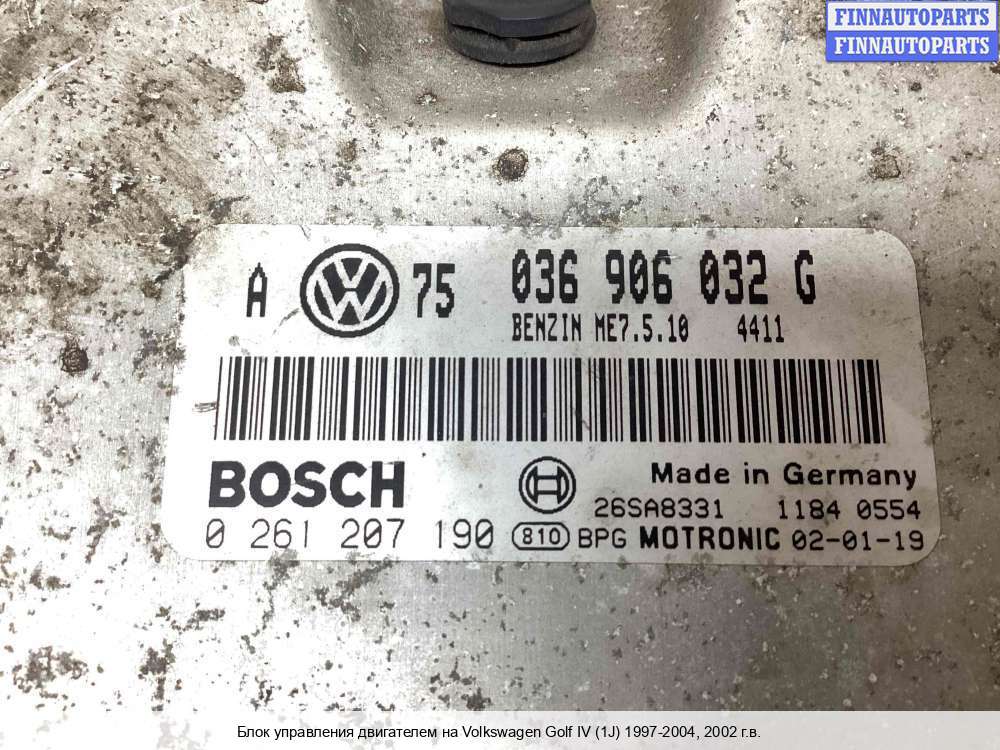 FINNAUTOPARTS
FINNAUTOPARTS
A VW 75 036 906 032 G
BENZIN ME7.5.10 4411
BOSCH
Made in Germany
26SA8331 1184 0554
0 261 207 190 810 BPG MOTRONIC 02-01-19
Блок управления двигателем на Volkswagen Golf IV (1J) 1997-2004, 2002 г.в.